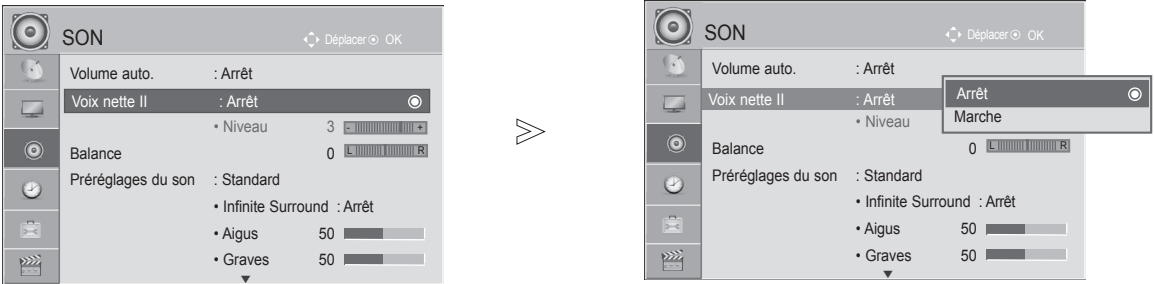 SON Déplacer OK
Volume auto. : Arrêt
Voix nette II : Arrêt
• Niveau 3 - +
Balance 0 L R
Préréglages du son : Standard
• Infinite Surround : Arrêt
• Aigus 50
• Graves 50
SON Déplacer OK
Volume auto. : Arrêt
Voix nette II : Arrêt
Arrêt
Marche
• Niveau
Balance 0 L R
Préréglages du son : Standard
• Infinite Surround : Arrêt
• Aigus 50
• Graves 50